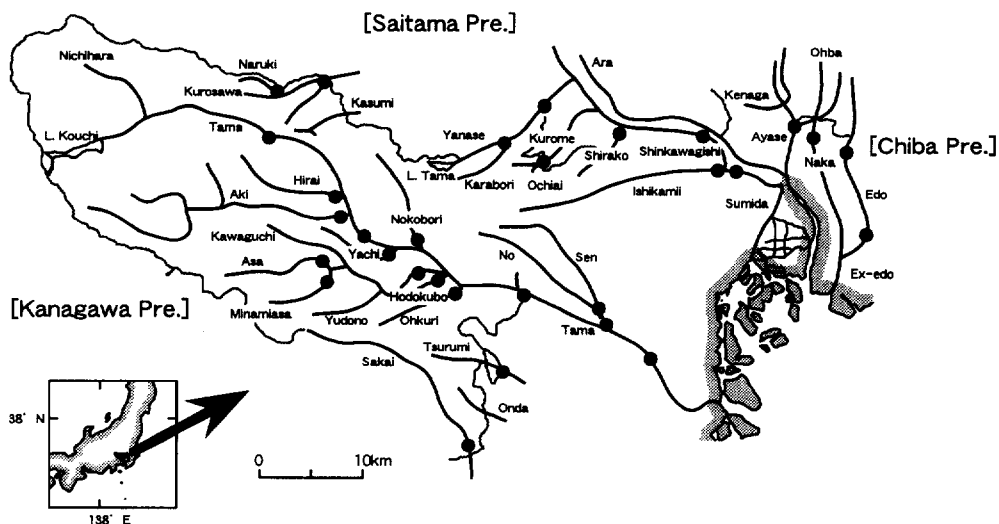 [Saitama Pre.]
Nichihara
Naruki
Kurosawa
Kasumi
Ara
Ohba
Kenaga
L. Kouchi
Tama
Yanase
Kurome
Ayase
[Chiba Pre.]
L. Tama
Shirako
Shinkawagishi
Naka
Karabori
Ochiai
Hirai
Ishikamii
Edo
Aki
Sumida
Nokobori
Kawaguchi
Yachi
No
Sen
Asa
Ex-edo
[Kanagawa Pre.]
Hodokubo
Minamiasa
Yudono
Ohkuri
Tama
Sakai
Tsurumi
Onda
38° N
0
10km
138° E